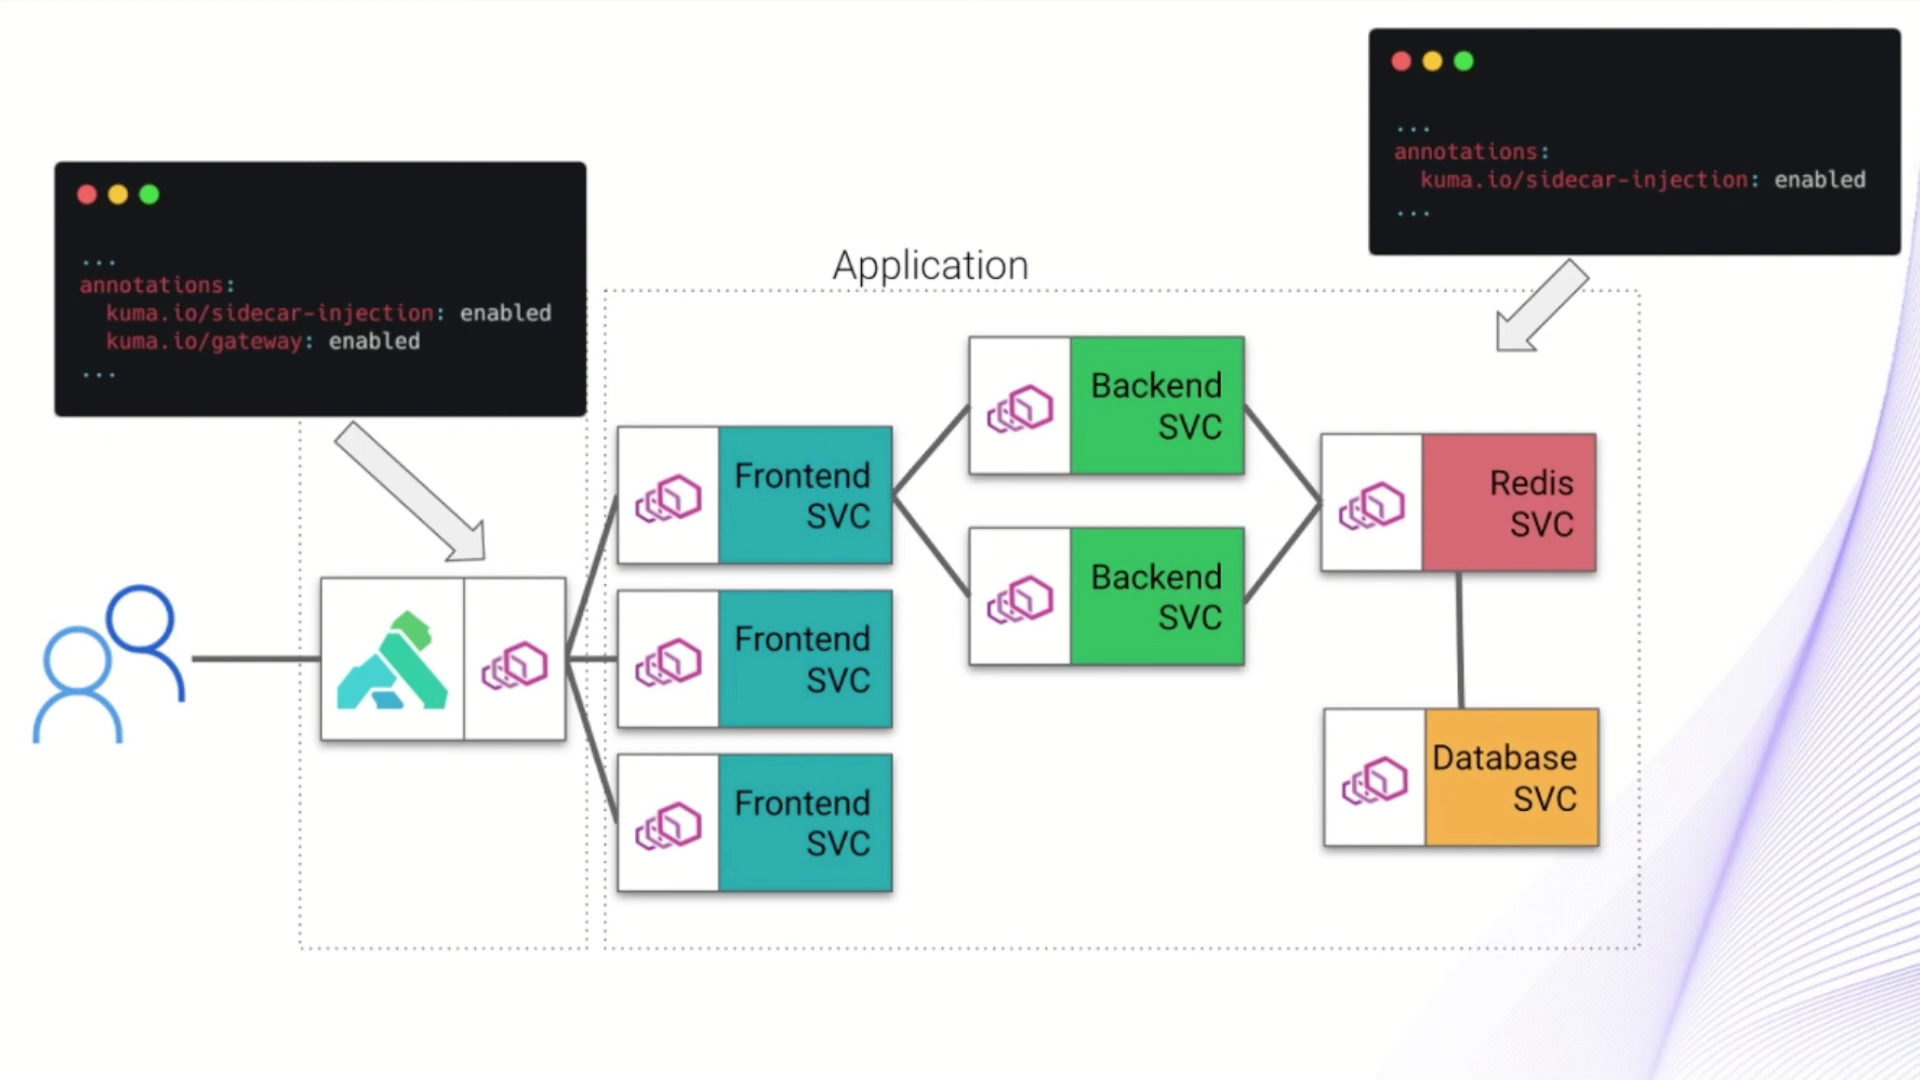 ...
annotations:
kuma.io/sidecar-injection: enabled
kuma.io/gateway: enabled
...
...
annotations:
kuma.io/sidecar-injection: enabled
...
Application
Frontend
SVC
Frontend
SVC
Frontend
SVC
Backend
SVC
Backend
SVC
Redis
SVC
Database
SVC